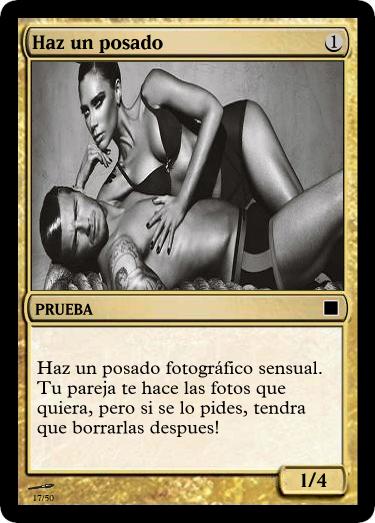 Haz un posado
1
PRUEBA
Haz un posado fotográfico sensual.
Tu pareja te hace las fotos que
quiera, pero si se lo pides, tendra
que borrarlas despues!
1/4
17/50